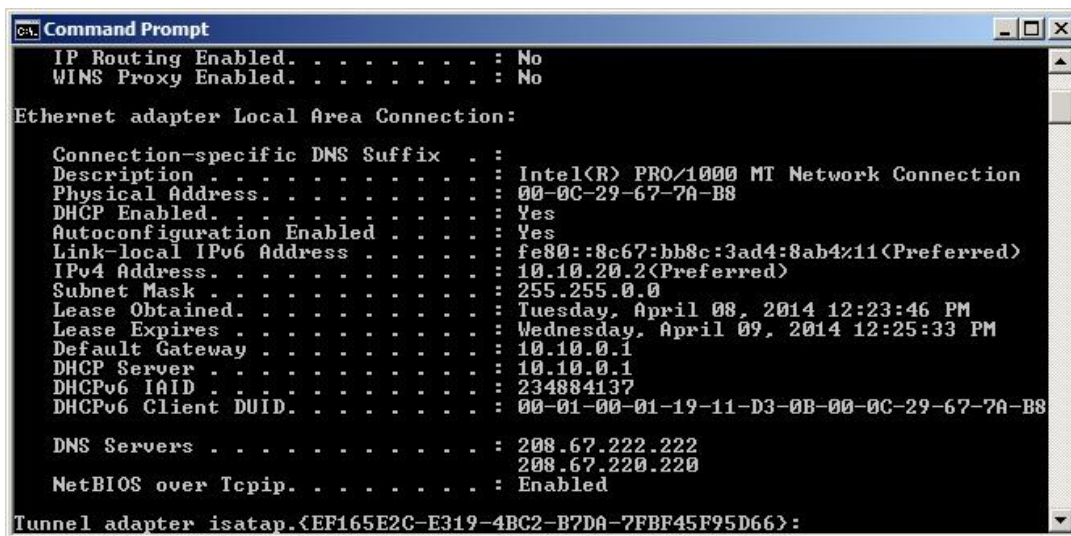 Command Prompt
IP Routing Enabled. . . . . . . . : No
WINS Proxy Enabled. . . . . . . . : No
Ethernet adapter Local Area Connection:
Connection-specific DNS Suffix . :
Description . . . . . . . . . . . : Intel(R) PRO/1000 MT Network Connection
Physical Address. . . . . . . . . : 00-0C-29-67-7A-B8
DHCP Enabled. . . . . . . . . . . : Yes
Autoconfiguration Enabled . . . . : Yes
Link-local IPv6 Address . . . . . : fe80::8c67:bb8c:3ad4:8ab4%11(Preferred)
IPv4 Address. . . . . . . . . . . : 10.10.20.2(Preferred)
Subnet Mask . . . . . . . . . . . : 255.255.0.0
Lease Obtained. . . . . . . . . . : Tuesday, April 08, 2014 12:23:46 PM
Lease Expires . . . . . . . . . . : Wednesday, April 09, 2014 12:25:33 PM
Default Gateway . . . . . . . . . : 10.10.0.1
DHCP Server . . . . . . . . . . . : 10.10.0.1
DHCPv6 IAID . . . . . . . . . . . : 234884137
DHCPv6 Client DUID. . . . . . . . : 00-01-00-01-19-11-D3-0B-00-0C-29-67-7A-B8
DNS Servers . . . . . . . . . . . : 208.67.222.222
208.67.220.220
NetBIOS over Tcpip. . . . . . . . : Enabled
Tunnel adapter isatap.{EF165E2C-E319-4BC2-B7DA-7FBF45F95D66}: